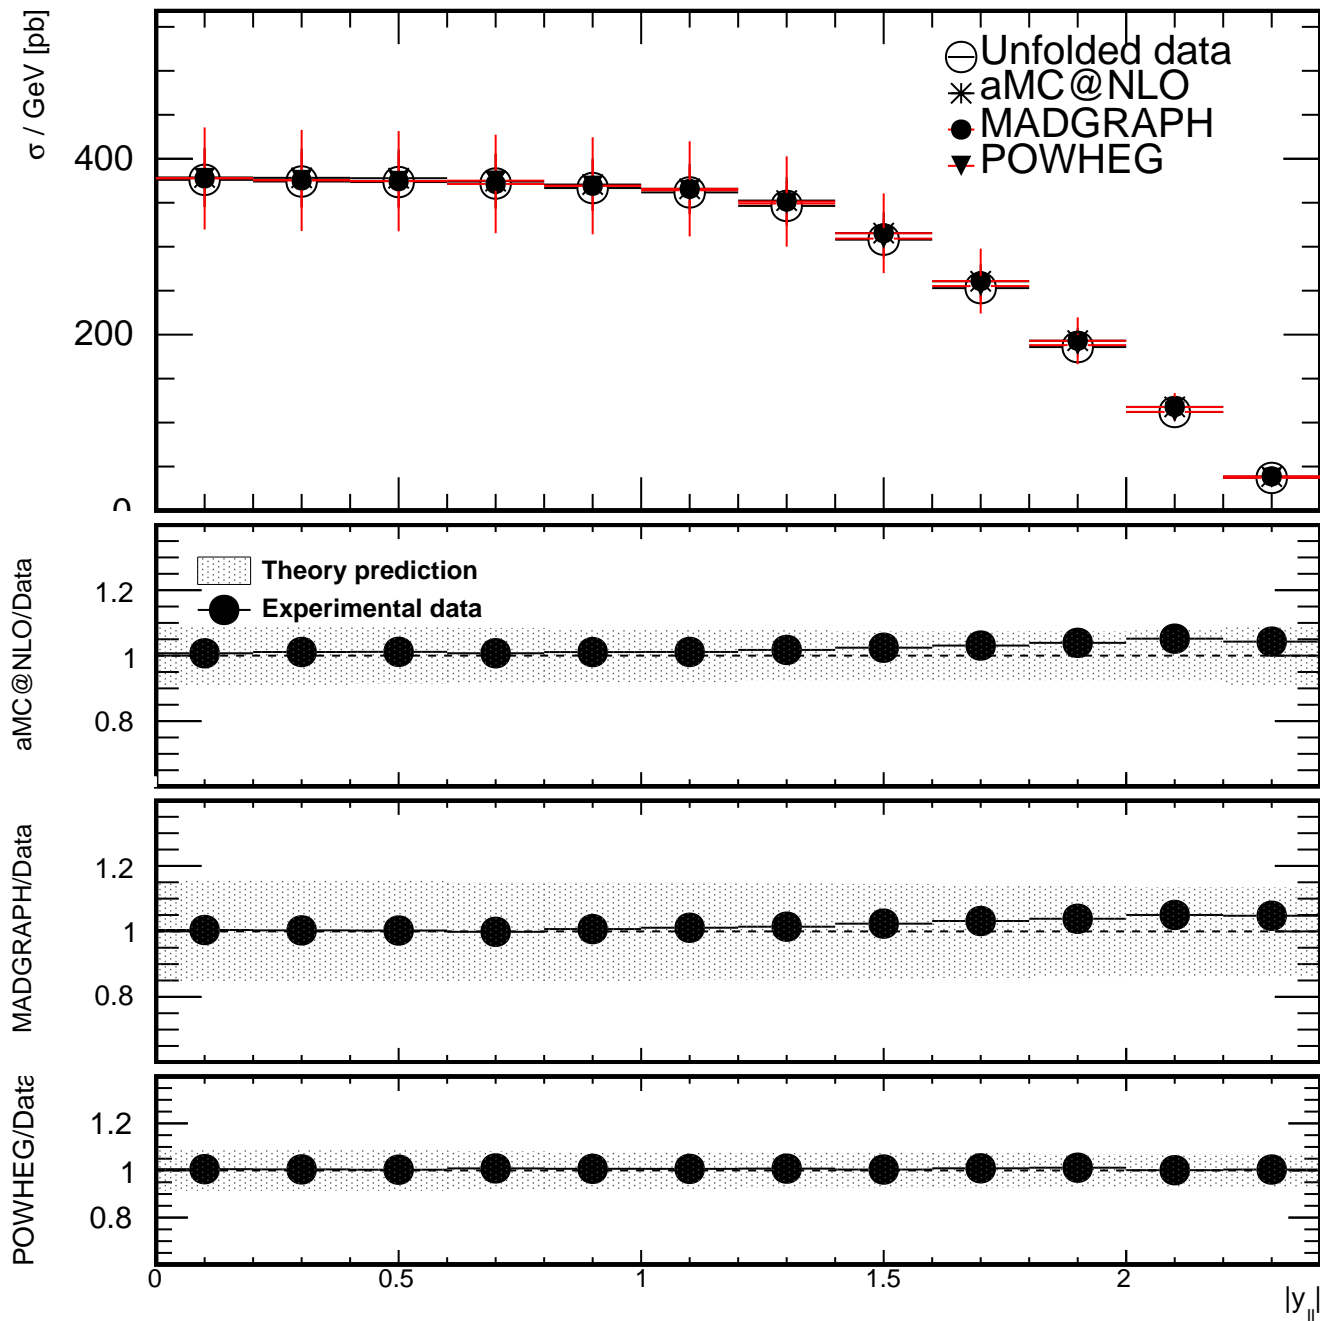 σ / GeV [pb]
400
200
0
Unfolded data
aMC@NLO
MADGRAPH
POWHEG
aMC@NLO/Data
1.2
1
0.8
Theory prediction
Experimental data
MADGRAPH/Data
1.2
1
0.8
POWHEG/Data
1.2
1
0.8
0 0.5 1 1.5 2
|y_ll|